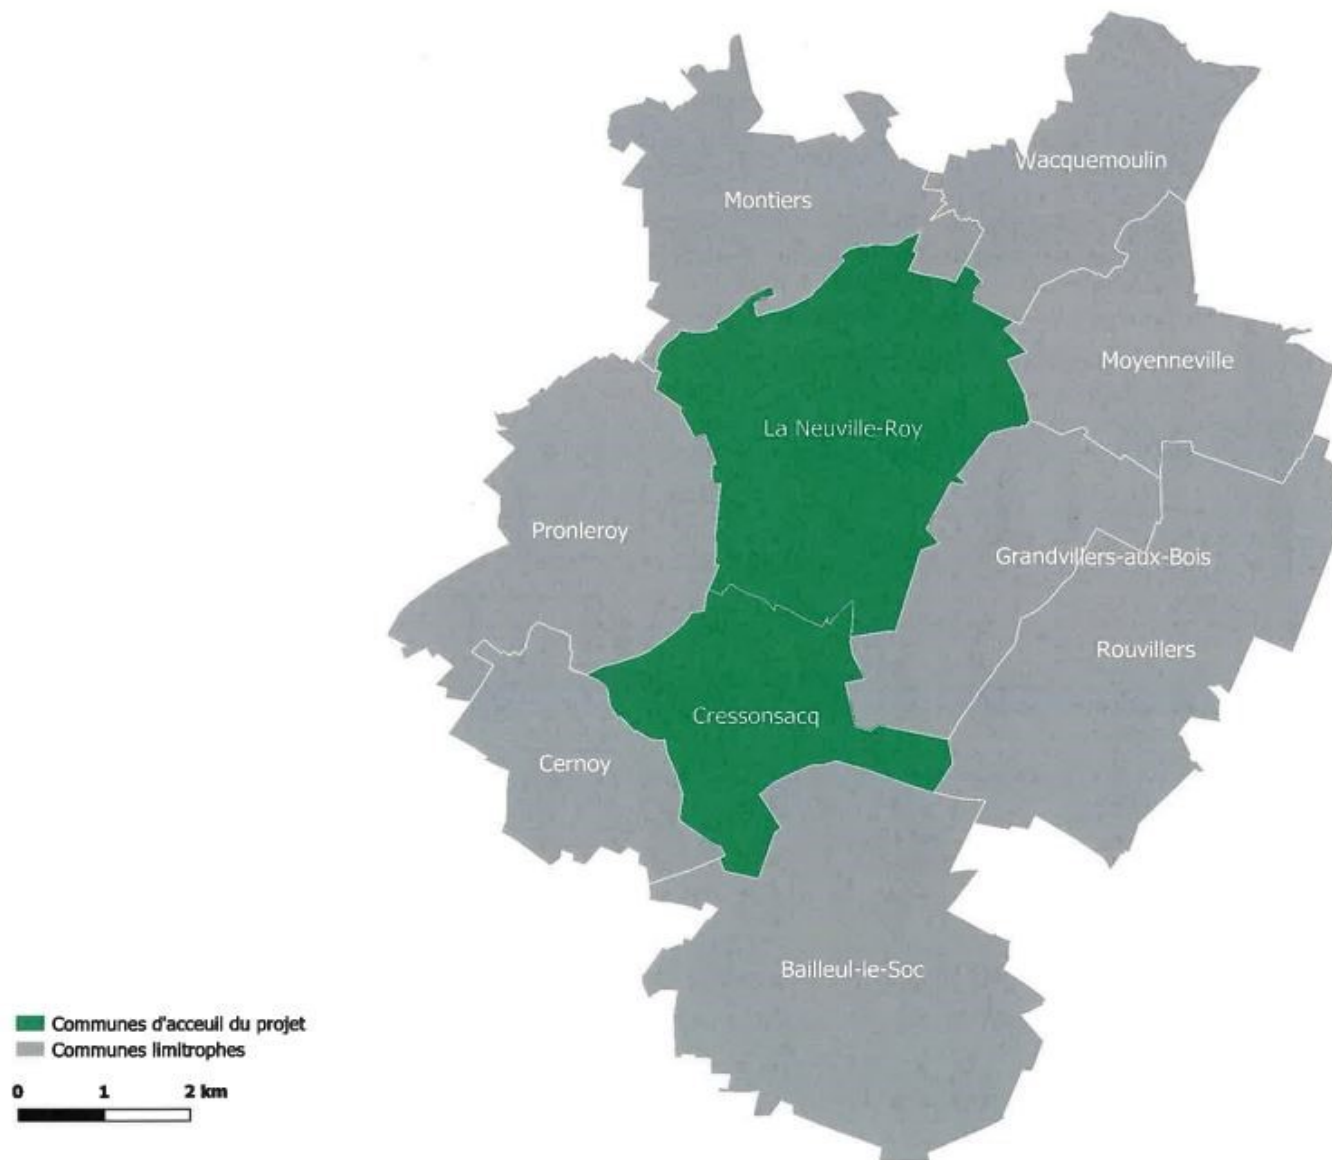 Wacquemoulin
Montiers
Moyenneville
La Neuville-Roy
Pronleroy
Grandvillers-aux-Bois
Rouvillers
Cressonsacq
Cernoy
Bailleul-le-Soc
Communes d'acceuil du projet
Communes limitrophes
0 1 2 km